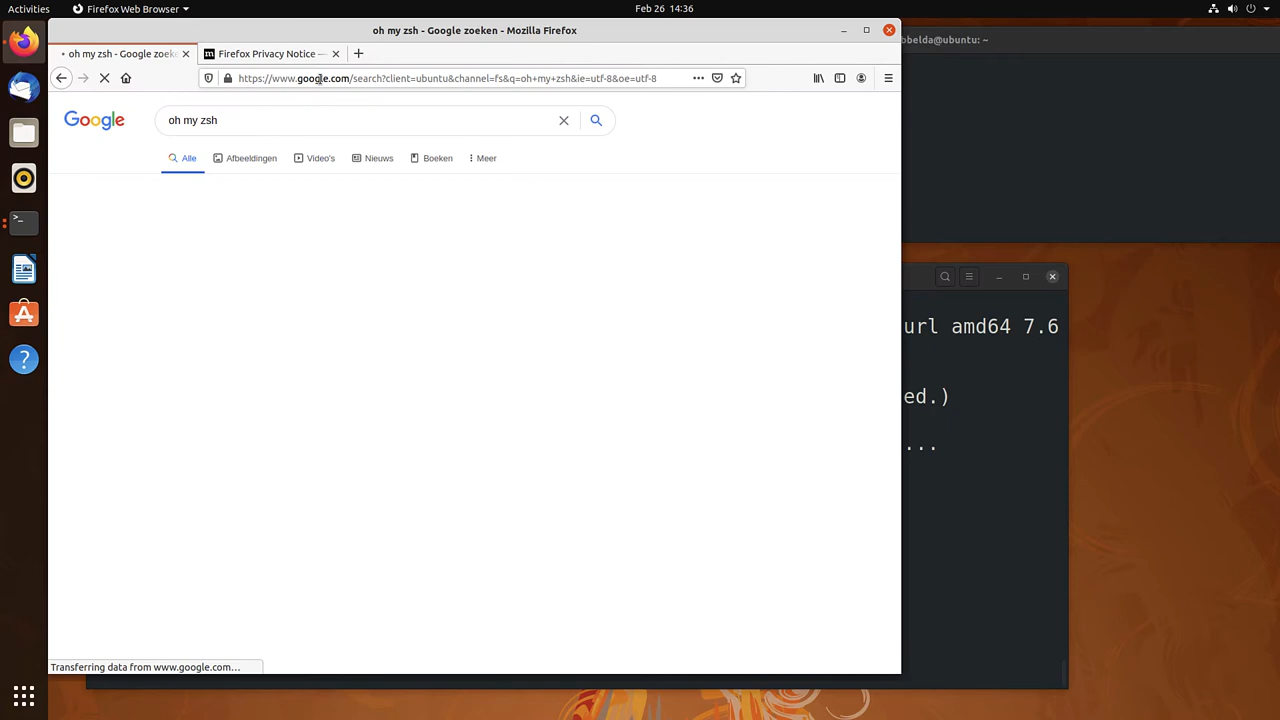 Activities
Firefox Web Browser
Feb 26 14:36
oh my zsh - Google zoeken - Mozilla Firefox
bbelda@ubuntu: ~
oh my zsh - Google zoeke
Firefox Privacy Notice —
https://www.google.com/search?client=ubuntu&channel=fs&q=oh+my+zsh&ie=utf-8&oe=utf-8
Google
oh my zsh
Alle
Afbeeldingen
Video's
Nieuws
Boeken
Meer
url amd64 7.6
ed.)
...
Transferring data from www.google.com…